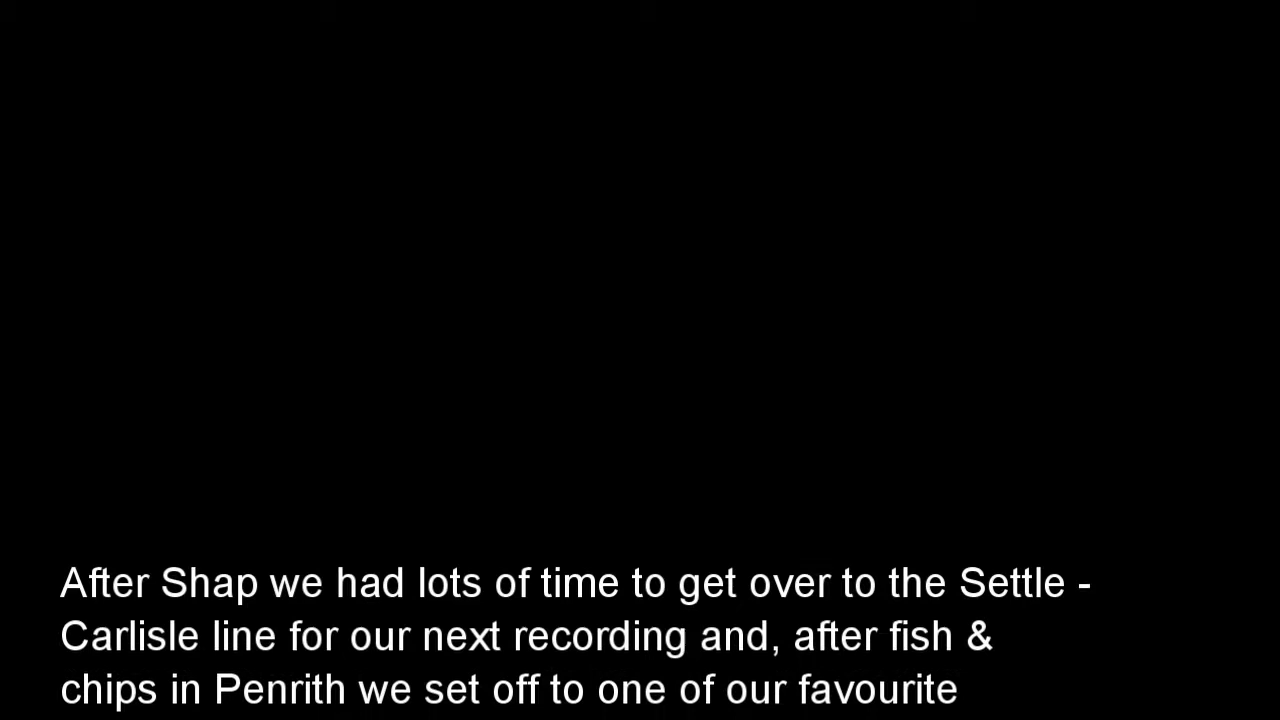 After Shap we had lots of time to get over to the Settle -
Carlisle line for our next recording and, after fish &
chips in Penrith we set off to one of our favourite